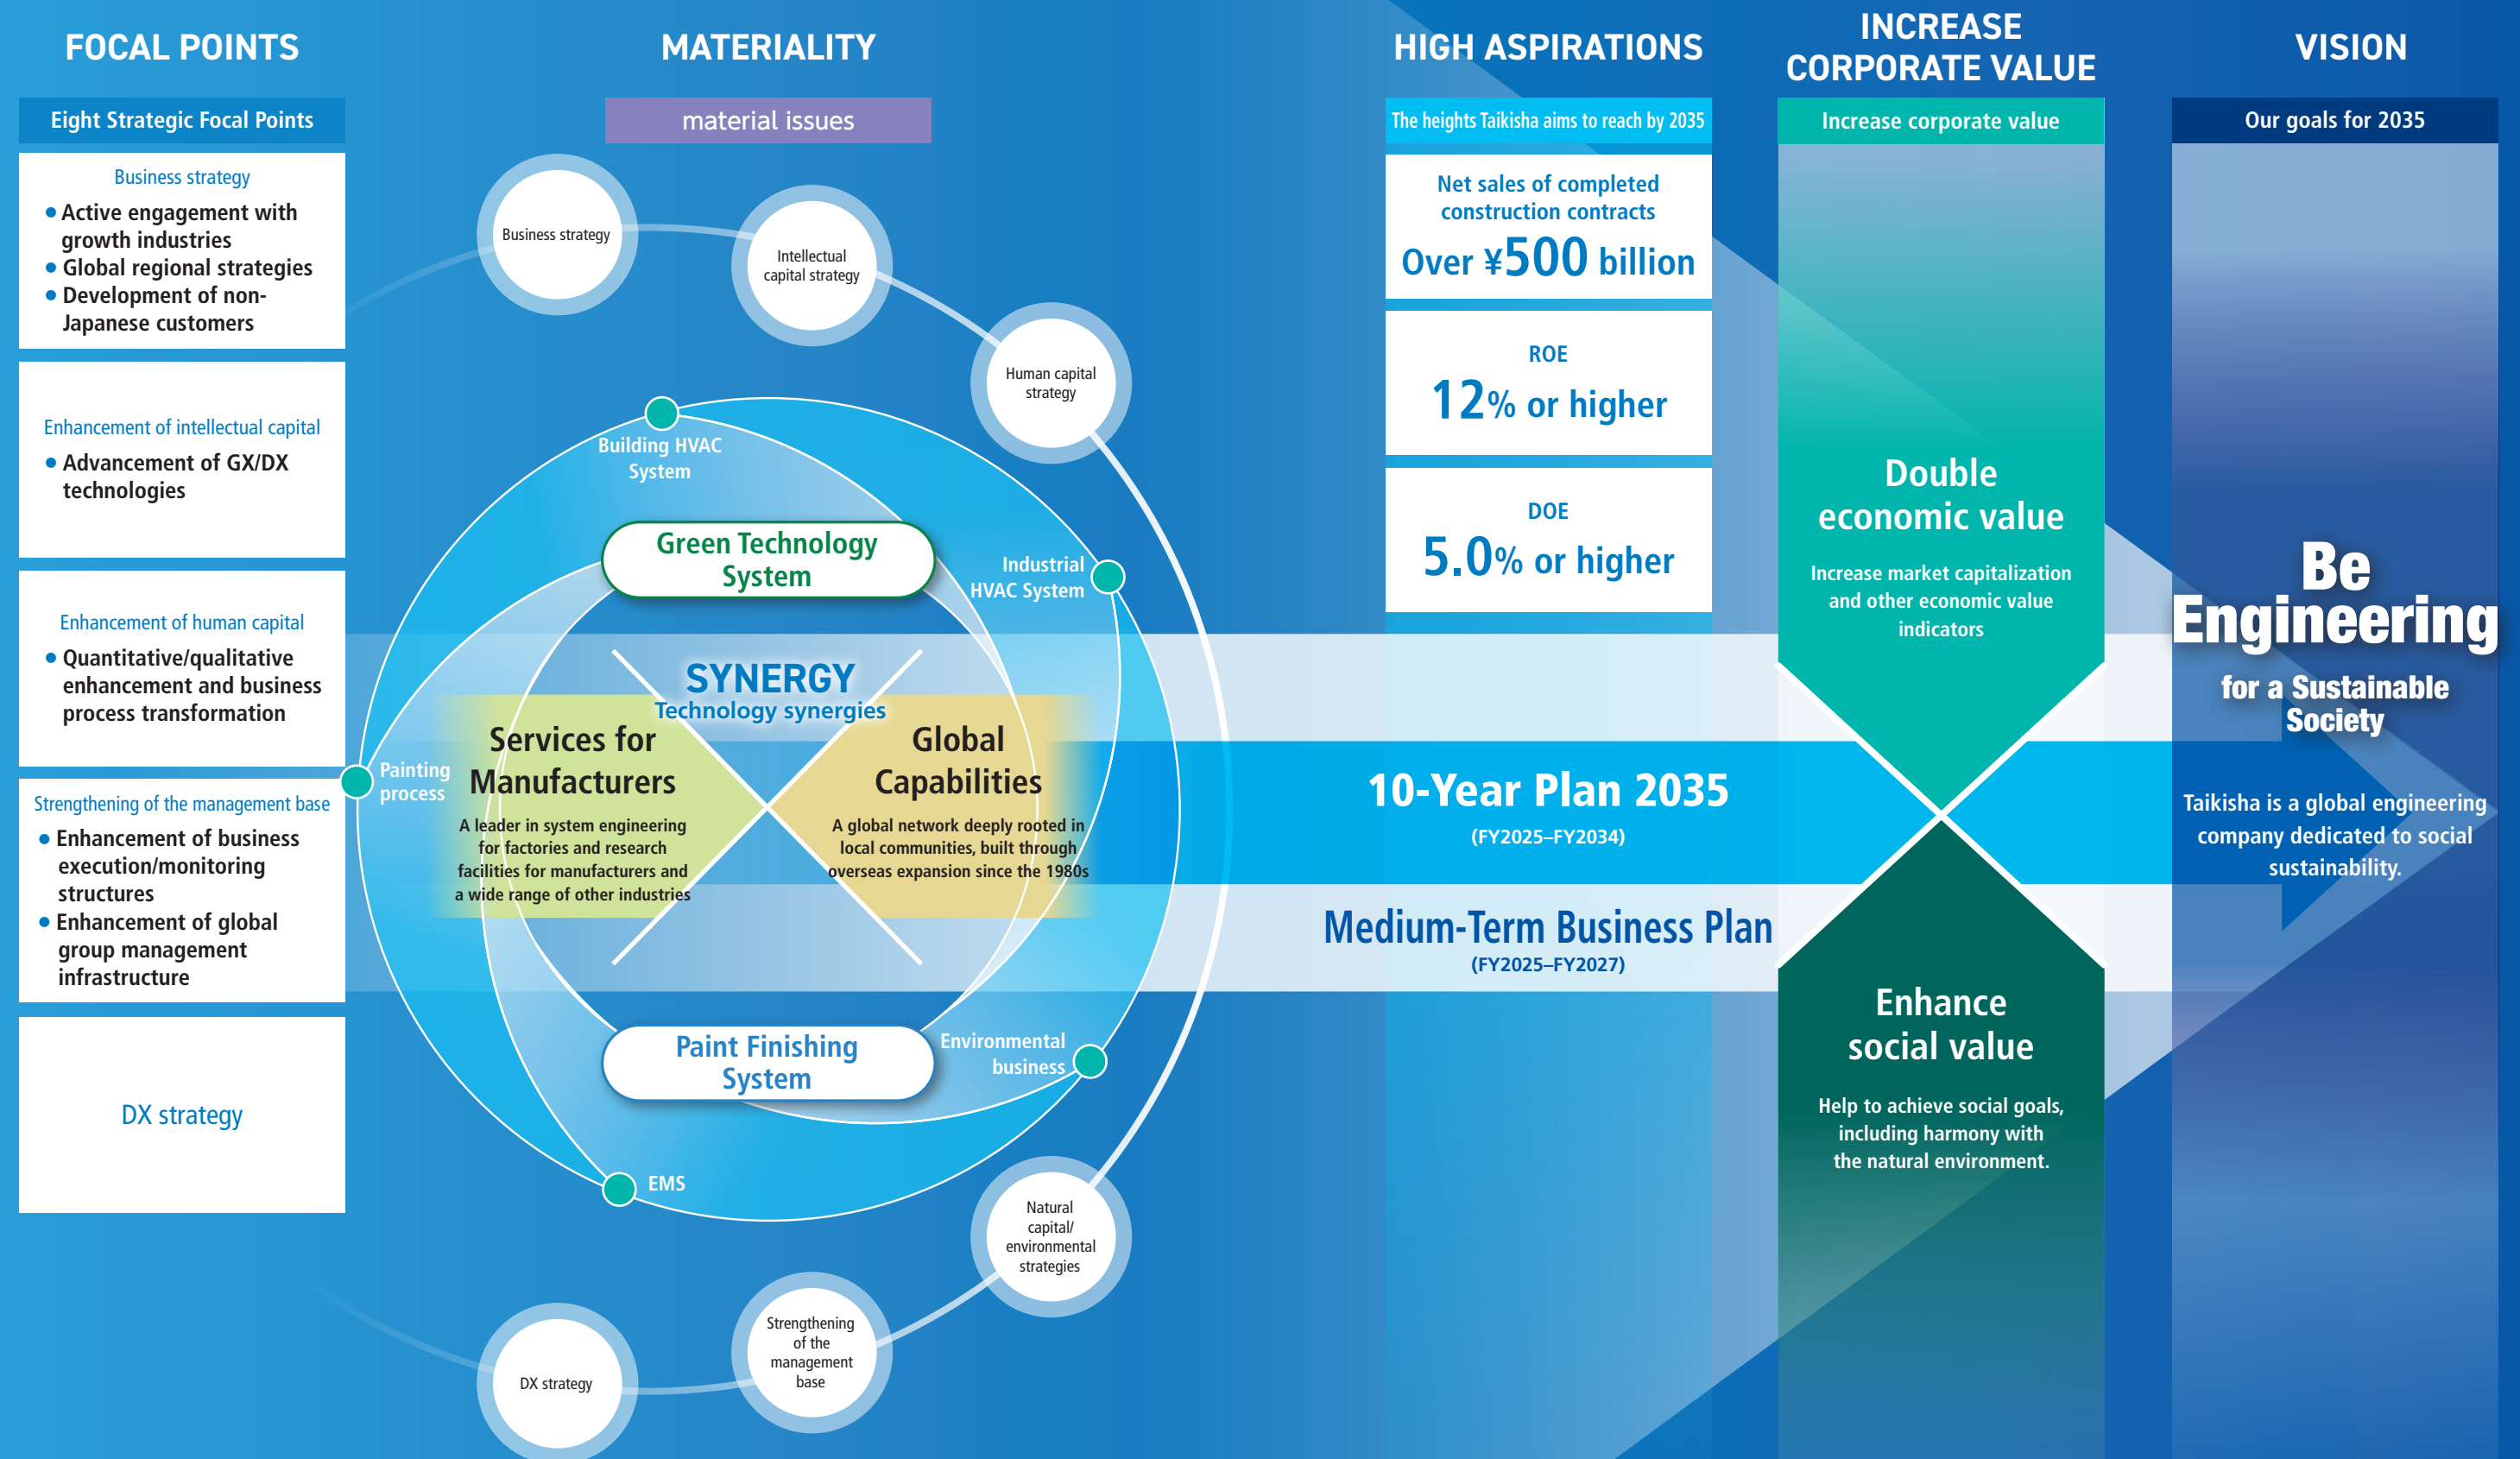 FOCAL POINTS
Eight Strategic Focal Points
Business strategy
● Active engagement with
growth industries
● Global regional strategies
● Development of non-
Japanese customers
Enhancement of intellectual capital
● Advancement of GX/DX
technologies
Enhancement of human capital
● Quantitative/qualitative
enhancement and business
process transformation
Strengthening of the management base
● Enhancement of business
execution/monitoring
structures
● Enhancement of global
group management
infrastructure
DX strategy
MATERIALITY
material issues
Business strategy
Intellectual
capital strategy
Human capital
strategy
Building HVAC
System
Green Technology
System
Industrial
HVAC System
SYNERGY
Technology synergies
Painting
process
Services for
Manufacturers
A leader in system engineering
for factories and research
facilities for manufacturers and
a wide range of other industries
Global
Capabilities
A global network deeply rooted in
local communities, built through
overseas expansion since the 1980s
Paint Finishing
System
Environmental
business
EMS
Natural
capital/
environmental
strategies
Strengthening
of the
management
base
DX strategy
HIGH ASPIRATIONS
The heights Taikisha aims to reach by 2035
Net sales of completed
construction contracts
Over ¥500 billion
ROE
12% or higher
DOE
5.0% or higher
10-Year Plan 2035
(FY2025–FY2034)
Medium-Term Business Plan
(FY2025–FY2027)
INCREASE
CORPORATE VALUE
Increase corporate value
Double
economic value
Increase market capitalization
and other economic value
indicators
Enhance
social value
Help to achieve social goals,
including harmony with
the natural environment.
VISION
Our goals for 2035
Be
Engineering
for a Sustainable
Society
Taikisha is a global engineering
company dedicated to social
sustainability.